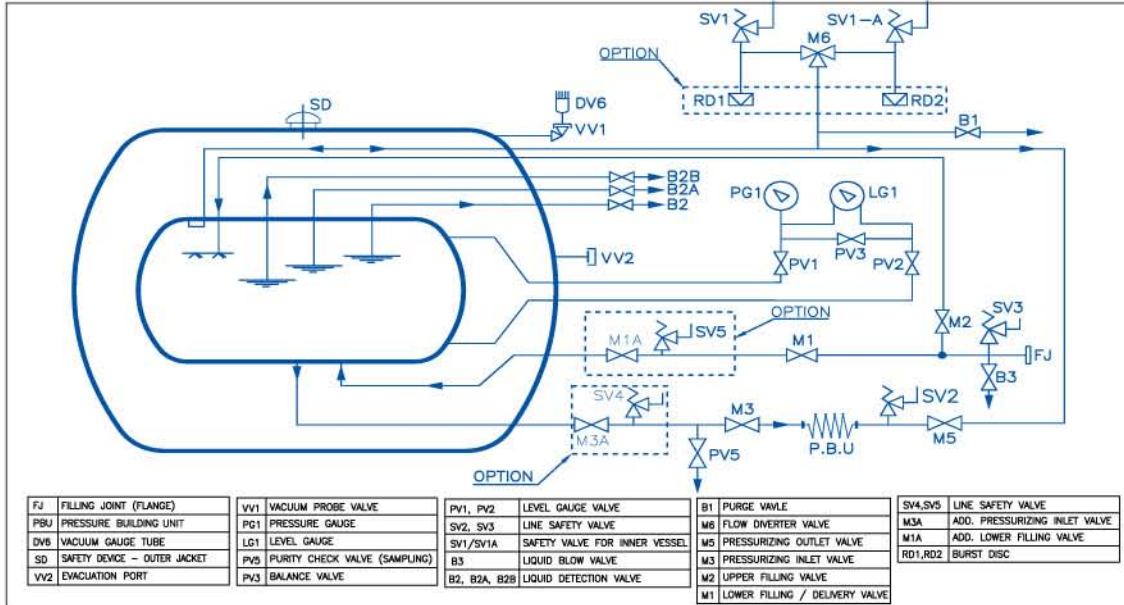 SV1
SV1-A
M6
OPTION
RD1
RD2
SD
DV6
VV1
B1
B2B
B2A
B2
PG1
LG1
PV3
VV2
PV1
PV2
OPTION
SV3
M2
M1A
SV5
M1
FJ
B3
SV4
SV2
M3
M3A
M5
PV5
P.B.U
OPTION
FJ FILLING JOINT (FLANGE)
PBU PRESSURE BUILDING UNIT
DV6 VACUUM GAUGE TUBE
SD SAFETY DEVICE - OUTER JACKET
VV2 EVACUATION PORT
VV1 VACUUM PROBE VALVE
PG1 PRESSURE GAUGE
LG1 LEVEL GAUGE
PV5 PURITY CHECK VALVE (SAMPLING)
PV3 BALANCE VALVE
PV1, PV2 LEVEL GAUGE VALVE
SV2, SV3 LINE SAFETY VALVE
SV1/SV1A SAFETY VALVE FOR INNER VESSEL
B3 LIQUID BLOW VALVE
B2, B2A, B2B LIQUID DETECTION VALVE
B1 PURGE VAVLE
M6 FLOW DIVERTER VALVE
M5 PRESSURIZING OUTLET VALVE
M3 PRESSURIZING INLET VALVE
M2 UPPER FILLING VALVE
M1 LOWER FILLING / DELIVERY VALVE
SV4,SV5 LINE SAFETY VALVE
M3A ADD. PRESSURIZING INLET VALVE
M1A ADD. LOWER FILLING VALVE
RD1,RD2 BURST DISC